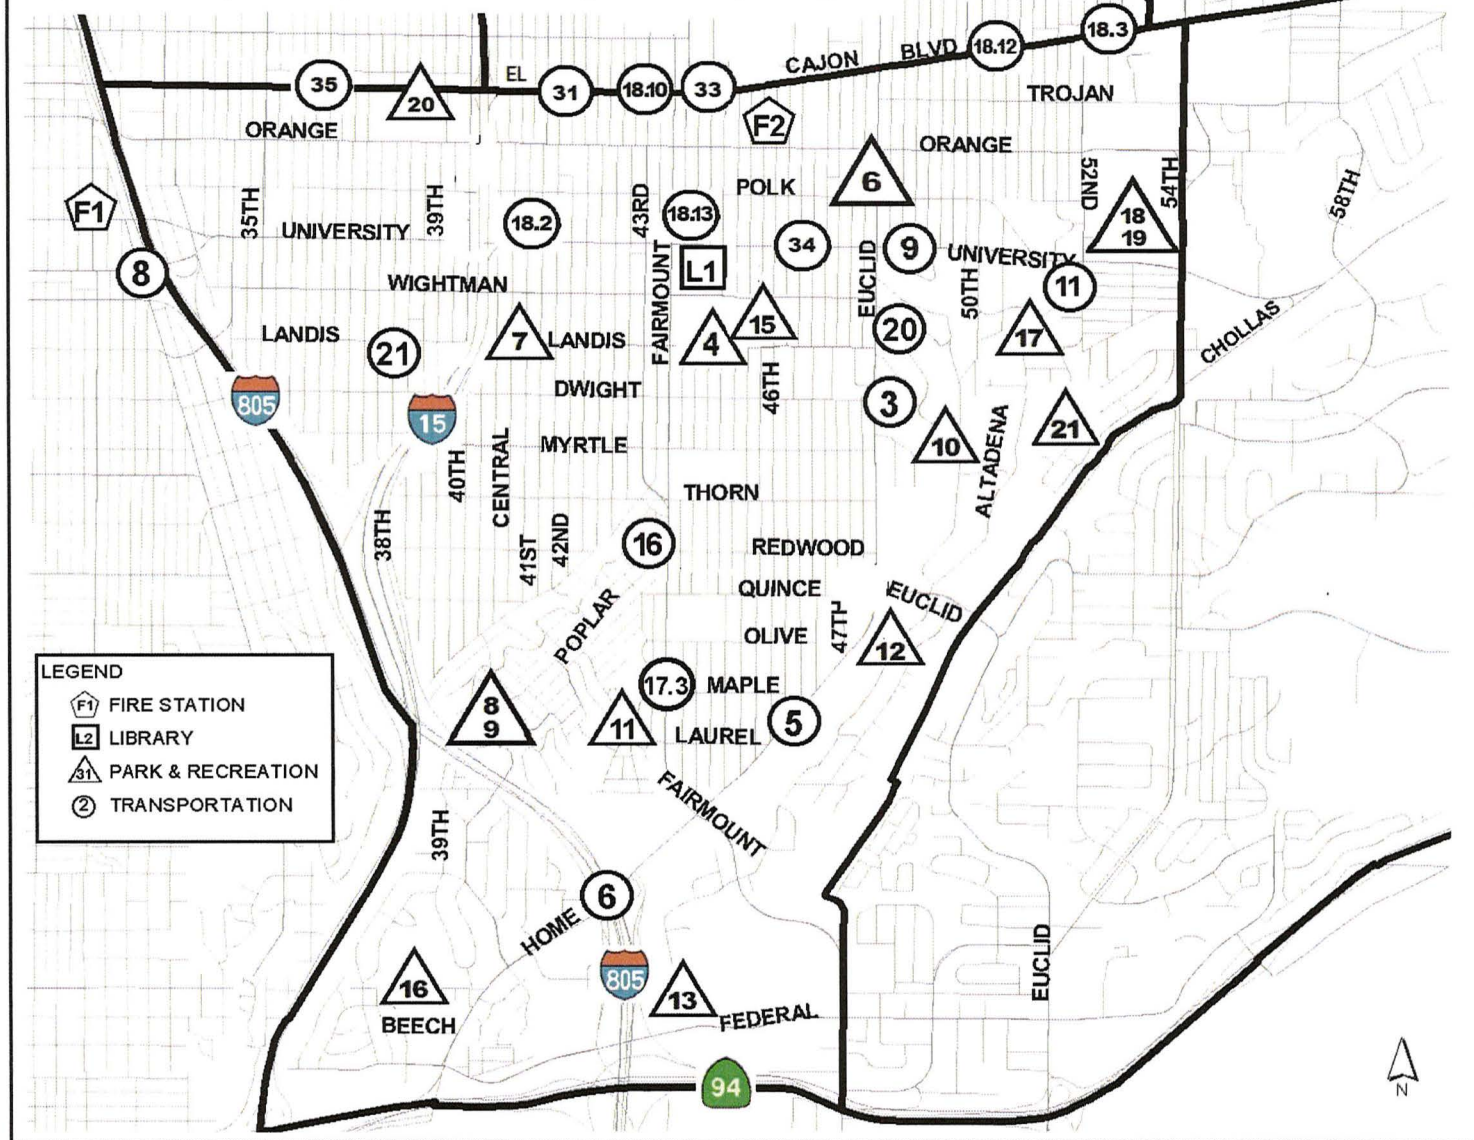 18.3
18.12
CAJON BLVD
EL
35
20
31
18.10
33
TROJAN
F2
ORANGE
ORANGE
6
POLK
52ND
54TH
58TH
F1
35TH
39TH
43RD
18.13
18
19
18.2
UNIVERSITY
34
9
UNIVERSITY
8
L1
EUCLID
50TH
11
WIGHTMAN
FAIRMOUNT
15
LANDIS
21
7
LANDIS
4
20
17
CHOLLAS
805
15
DWIGHT
46TH
3
21
MYRTLE
10
ALTADENA
40TH
CENTRAL
THORN
38TH
41ST
42ND
16
REDWOOD
QUINCE
EUCLID
POPLAR
OLIVE
47TH
12
LEGEND
F1 FIRE STATION
L2 LIBRARY
31 PARK & RECREATION
2 TRANSPORTATION
8
9
17.3
MAPLE
11
LAUREL
5
FAIRMOUNT
39TH
6
HOME
805
EUCLID
16
13
BEECH
FEDERAL
94
N